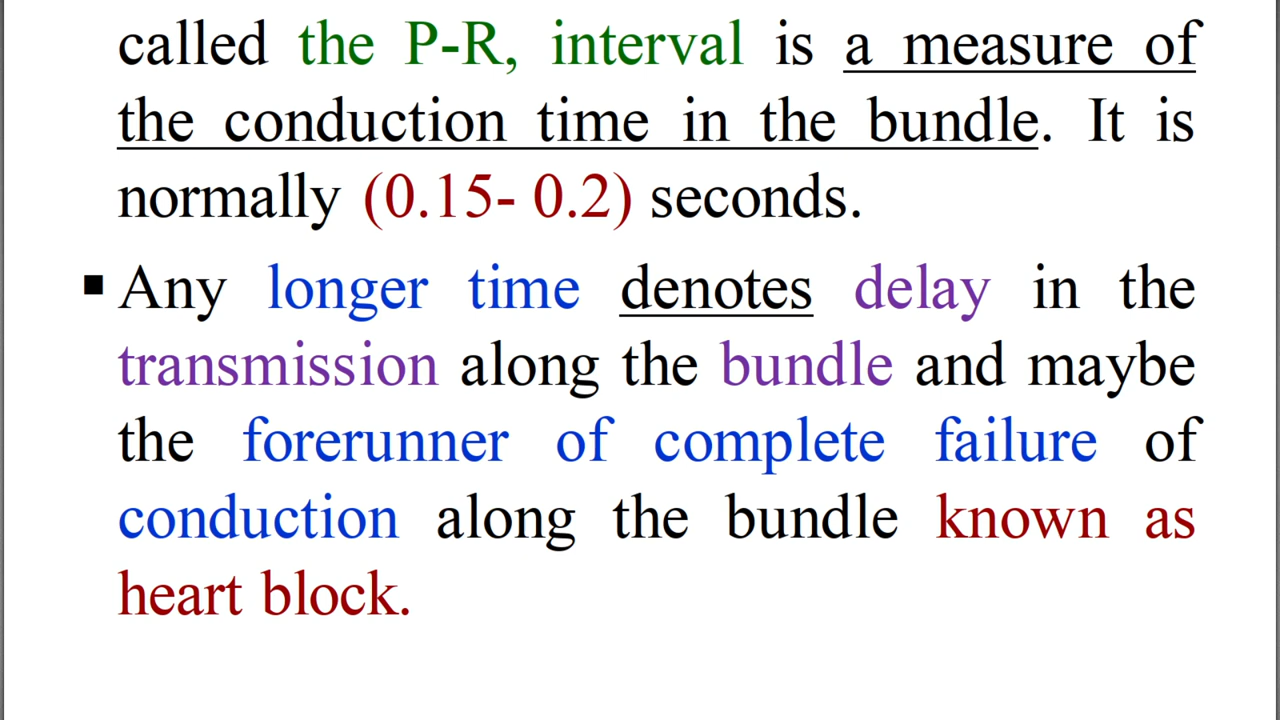 called the P-R, interval is a measure of
the conduction time in the bundle. It is
normally (0.15- 0.2) seconds.
▪ Any longer time denotes delay in the
transmission along the bundle and maybe
the forerunner of complete failure of
conduction along the bundle known as
heart block.